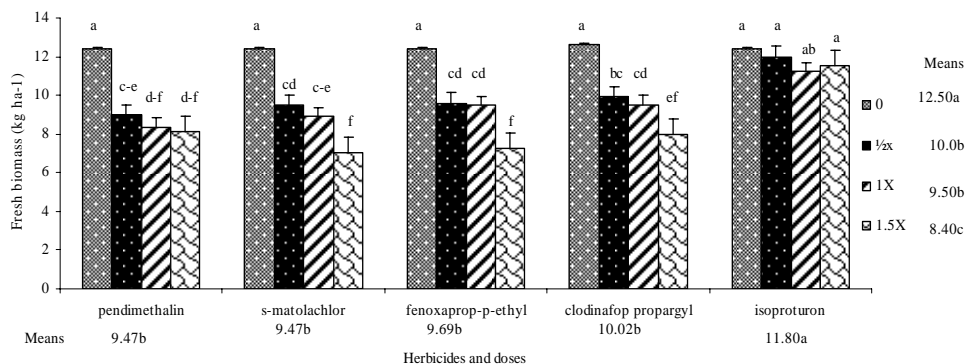 Fresh biomass (kg ha-1)
14
12
10
8
6
4
2
0
a
c-e
d-f
d-f
a
cd
c-e
f
a
cd
cd
f
a
bc
cd
ef
a
a
ab
a
Means
0 12.50a
½x 10.0b
1X 9.50b
1.5X 8.40c
pendimethalin s-matolachlor fenoxaprop-p-ethyl clodinafop propargyl isoproturon
Means 9.47b 9.47b 9.69b 10.02b 11.80a
Herbicides and doses